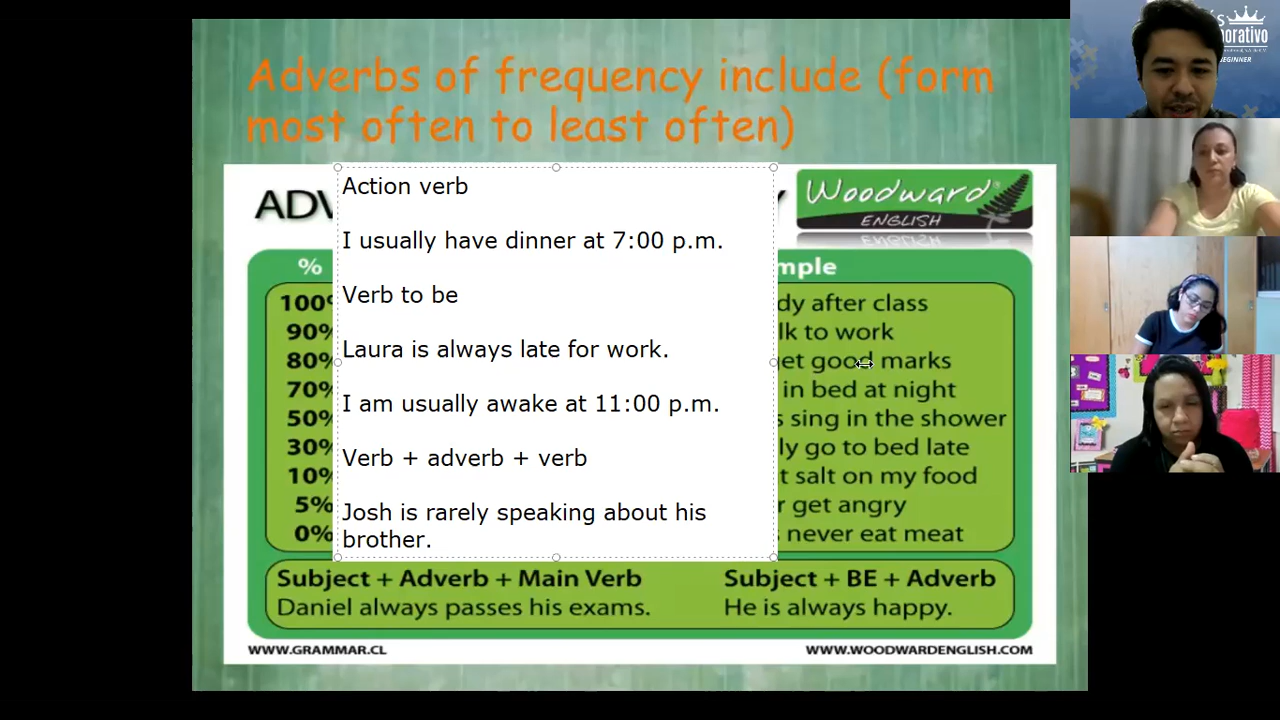 Adverbs of frequency include (form
most often to least often)
Action verb
I usually have dinner at 7:00 p.m.
Verb to be
Laura is always late for work.
I am usually awake at 11:00 p.m.
Verb + adverb + verb
Josh is rarely speaking about his
brother.
ADV
Woodward
ENGLISH
%
100%
90%
80%
70%
50%
30%
10%
5%
0%
mple
dy after class
lk to work
get good marks
in bed at night
s sing in the shower
ly go to bed late
t salt on my food
r get angry
s never eat meat
Subject + Adverb + Main Verb
Daniel always passes his exams.
Subject + BE + Adverb
He is always happy.
WWW.GRAMMAR.CL
WWW.WOODWARDENGLISH.COM